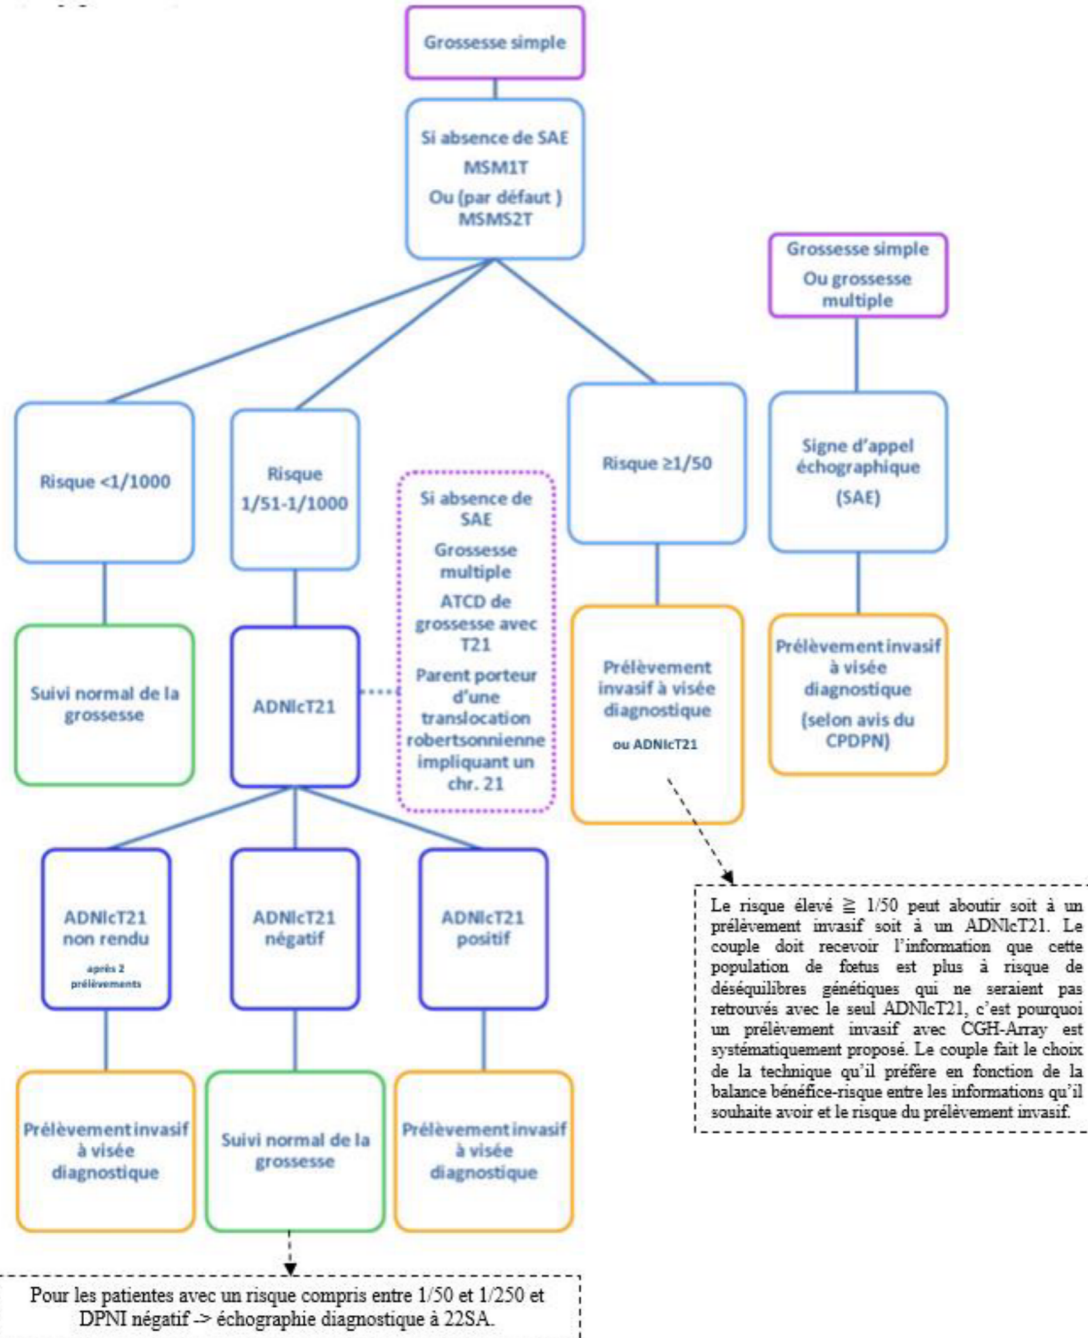 Grossesse simple
Si absence de SAE
MSM1T
Ou (par défaut )
MSMS2T
Grossesse simple
Ou grossesse
multiple
Risque <1/1000
Risque
1/51-1/1000
Risque ≥1/50
Signe d'appel
échographique
(SAE)
Si absence de
SAE
Grossesse
multiple
ATCD de
grossesse avec
T21
Parent porteur
d'une
translocation
robertsonnienne
impliquant un
chr. 21
Suivi normal de la
grossesse
ADNlcT21
Prélèvement
invasif à visée
diagnostique
ou ADNlcT21
Prélèvement invasif
à visée
diagnostique
(selon avis du
CPDPN)
ADNlcT21
non rendu
après 2
prélèvements
ADNlcT21
négatif
ADNlcT21
positif
Le risque élevé ≧ 1/50 peut aboutir soit à un
prélèvement invasif soit à un ADNlcT21. Le
couple doit recevoir l'information que cette
population de fœtus est plus à risque de
déséquilibres génétiques qui ne seraient pas
retrouvés avec le seul ADNlcT21, c'est pourquoi
un prélèvement invasif avec CGH-Array est
systématiquement proposé. Le couple fait le choix
de la technique qu'il préfère en fonction de la
balance bénéfice-risque entre les informations qu'il
souhaite avoir et le risque du prélèvement invasif.
Prélèvement invasif
à visée
diagnostique
Suivi normal de la
grossesse
Prélèvement invasif
à visée
diagnostique
Pour les patientes avec un risque compris entre 1/50 et 1/250 et
DPNI négatif -> échographie diagnostique à 22SA.